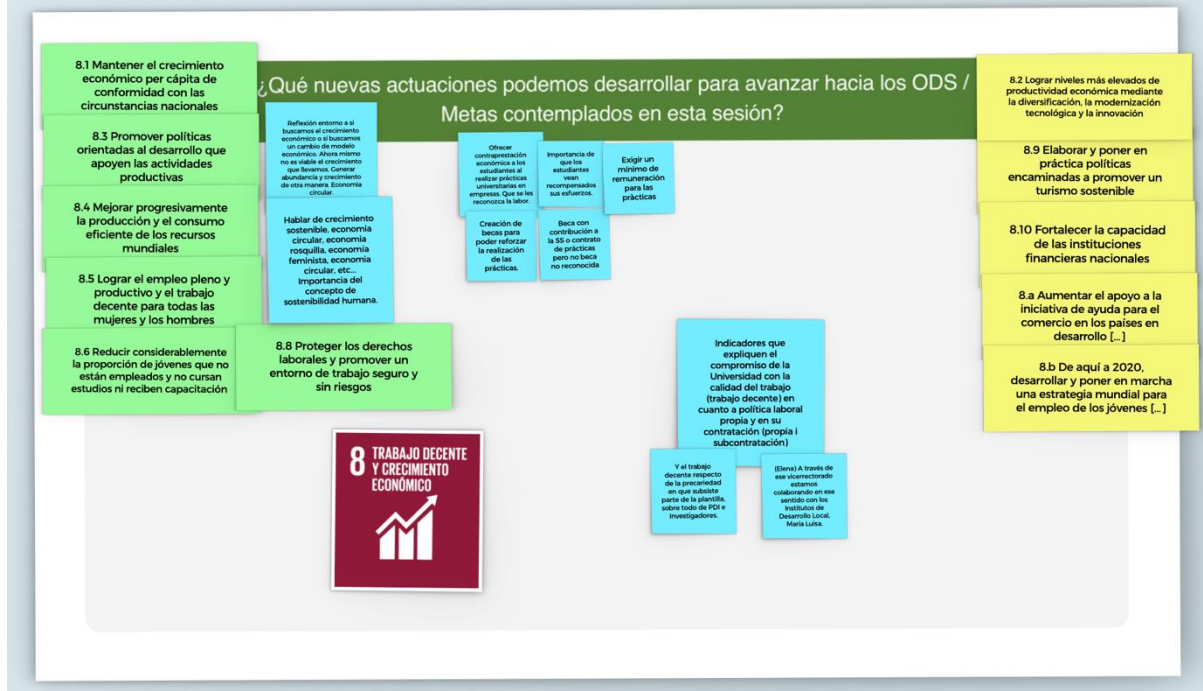 ¿Qué nuevas actuaciones podemos desarrollar para avanzar hacia los ODS /
Metas contemplados en esta sesión?
8.1 Mantener el crecimiento
económico per cápita de
conformidad con las
circunstancias nacionales
8.3 Promover políticas
orientadas al desarrollo que
apoyen las actividades
productivas
8.4 Mejorar progresivamente
la producción y el consumo
eficiente de los recursos
mundiales
8.5 Lograr el empleo pleno y
productivo y el trabajo
decente para todas las
mujeres y los hombres
8.6 Reducir considerablemente
la proporción de jóvenes que no
están empleados y no cursan
estudios ni reciben capacitación
8.8 Proteger los derechos
laborales y promover un
entorno de trabajo seguro y
sin riesgos
Reflexión entorno a si
buscamos el crecimiento
económico o si buscamos
un cambio de modelo
económico. Ahora mismo
no es viable el crecimiento
que llevamos. Generar
abundancia y crecimiento
de otra manera. Economia
circular.
Hablar de crecimiento
sostenible, economia
circular, economia
rosquilla, economía
feminista, economia
circular, etc...
Importancia del
concepto de
sostenibilidad humana.
Ofrecer
contraprestación
económica a los
estudiantes al
realizar prácticas
universitarias en
empresas. Que se les
reconozca la labor.
Importancia de
que los
estudiantes
vean
recompensados
sus esfuerzos.
Exigir un
mínimo de
remuneración
para las
pràcticas
Creación de
becas para
poder reforzar
la realización
de las
prácticas.
Beca con
contribución a
la SS o contrato
de prácticas
pero no beca
no reconocida
Indicadores que
expliquen el
compromiso de la
Universidad con la
calidad del trabajo
(trabajo decente) en
cuanto a política laboral
propia y en su
contratación (propia i
subcontratación)
Y el trabajo
decente respecto
de la precariedad
en que subsiste
parte de la plantilla,
sobre todo de PDI e
Investigadores.
(Elena) A través de
ese vicerrectorado
estamos
colaborando en ese
sentido con los
Institutos de
Desarrollo Local,
María Luisa.
8 TRABAJO DECENTE
Y CRECIMIENTO
ECONÓMICO
8.2 Lograr niveles más elevados de
productividad económica mediante
la diversificación, la modernización
tecnológica y la innovación
8.9 Elaborar y poner en
práctica políticas
encaminadas a promover un
turismo sostenible
8.10 Fortalecer la capacidad
de las instituciones
financieras nacionales
8.a Aumentar el apoyo a la
iniciativa de ayuda para el
comercio en los países en
desarrollo [...]
8.b De aquí a 2020,
desarrollar y poner en marcha
una estrategia mundial para
el empleo de los jóvenes [...]